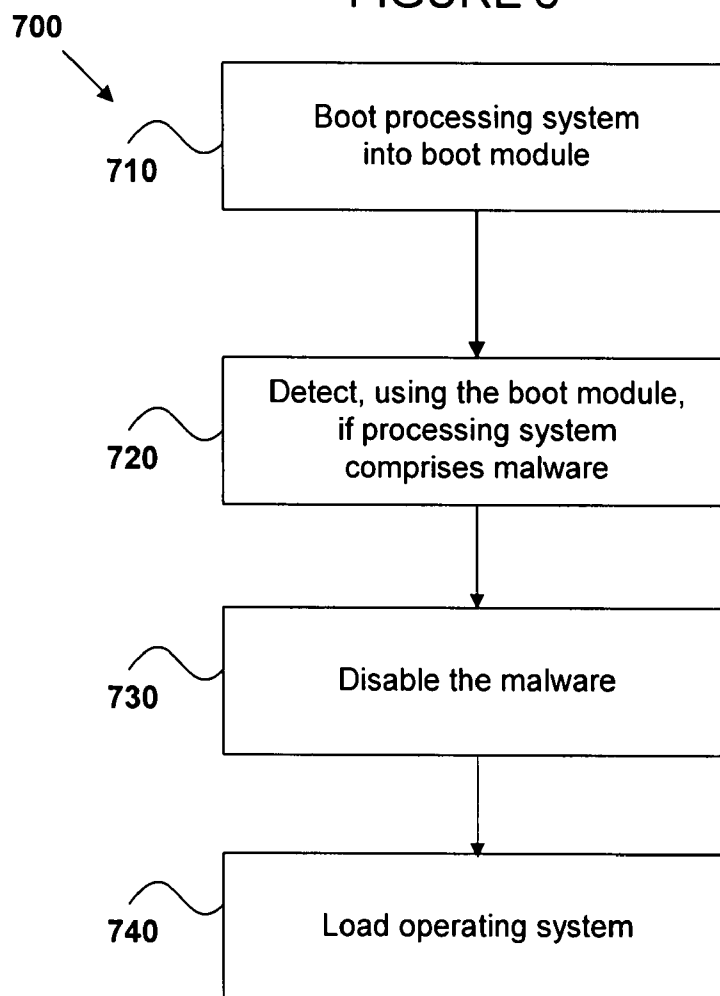 700
Boot processing system
into boot module
710
Detect, using the boot module,
if processing system
comprises malware
720
Disable the malware
730
Load operating system
740